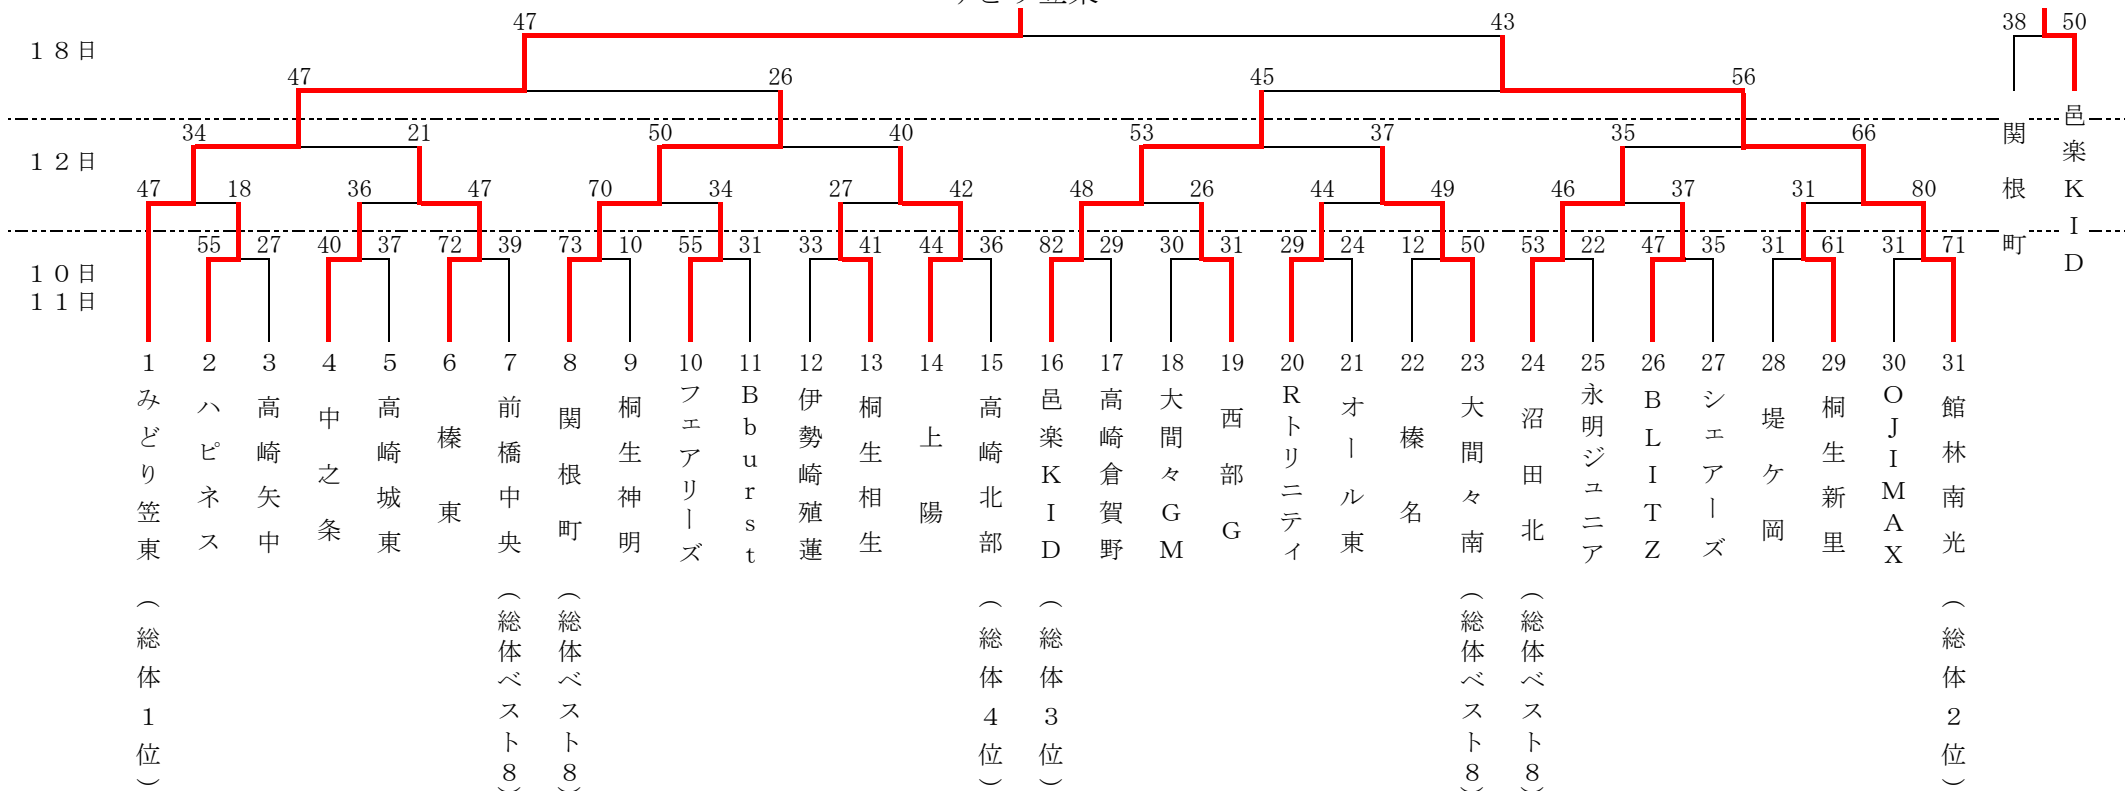 47 43 38 50
１８日
47 26 45 56
34 21 50 40 53 37 35 66
１２日
47 18 36 47 70 34 27 42 48 26 44 49 46 37 31 80
55 27 40 37 72 39 73 10 55 31 33 41 44 36 82 29 30 31 29 24 12 50 53 22 47 35 31 61 31 71
１０日
１１日
関根町
邑楽ＫＩＤ
1 みどり笠東（総体１位）
2 ハピネス
3 高崎矢中
4 中之条
5 高崎城東
6 榛東
7 前橋中央（総体ベスト８）
8 関根町（総体ベスト８）
9 桐生神明
10 フェアリーズ
11 Ｂｂｕｒｓｔ
12 伊勢崎殖蓮
13 桐生相生
14 上陽
15 高崎北部（総体４位）
16 邑楽ＫＩＤ（総体３位）
17 高崎倉賀野
18 大間々ＧＭ
19 西部Ｇ
20 Ｒトリニティ
21 オール東
22 榛名
23 大間々南（総体ベスト８）
24 沼田北（総体ベスト８）
25 永明ジュニア
26 ＢＬＩＴＺ
27 シェアーズ
28 堤ケ岡
29 桐生新里
30 ＯＪＩＭＡＸ
31 館林南光（総体２位）